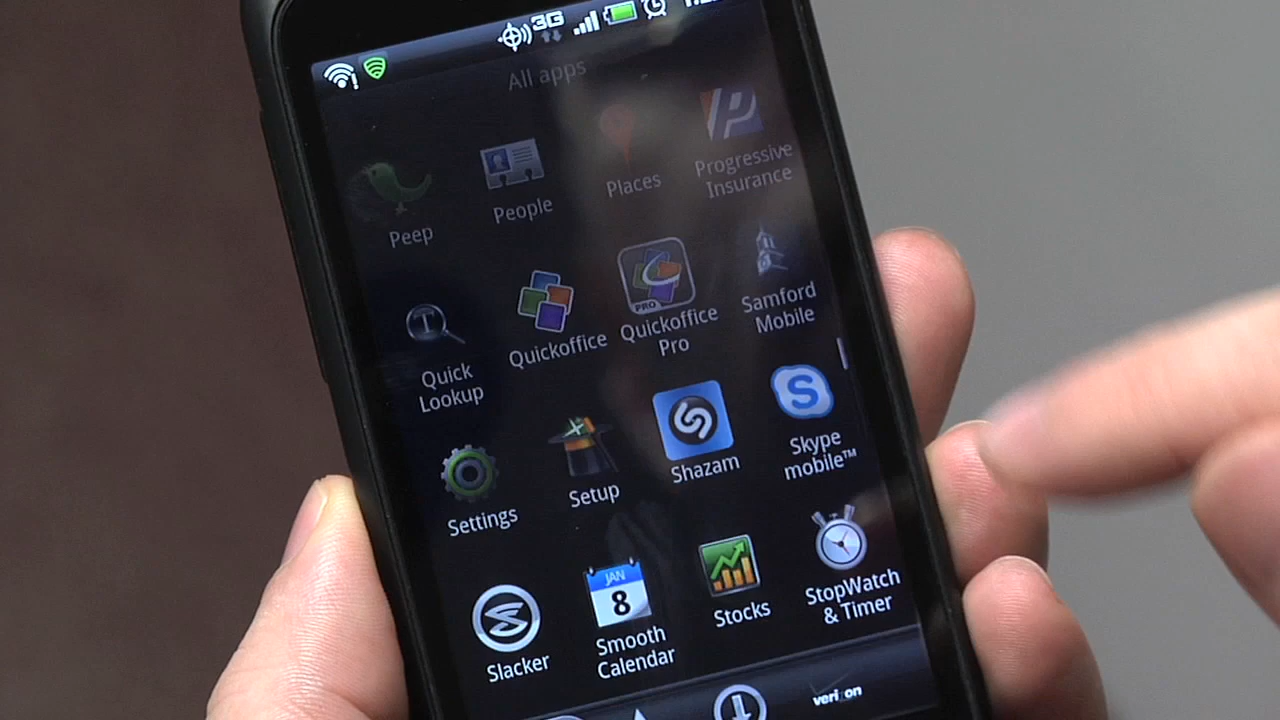 3G
All apps
Peep
People
Places
Progressive
Insurance
Quick
Lookup
Quickoffice
PRO
Quickoffice
Pro
Samford
Mobile
Settings
Setup
Shazam
S
Skype
mobile™
Slacker
JAN
8
Smooth
Calendar
Stocks
StopWatch
& Timer
verizon